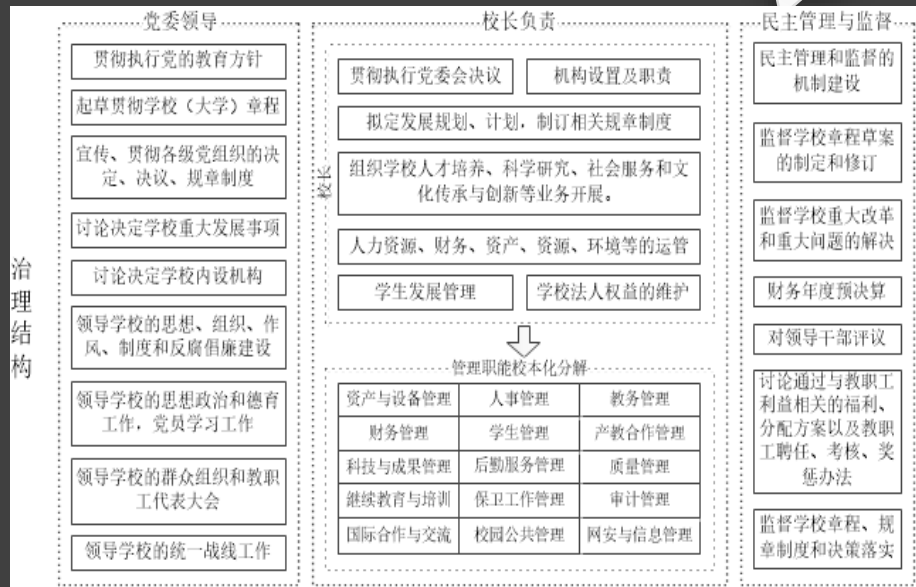 治理结构
党委领导
贯彻执行党的教育方针
起草贯彻学校（大学）章程
宣传、贯彻各级党组织的决
定、决议、规章制度
讨论决定学校重大发展事项
讨论决定学校内设机构
领导学校的思想、组织、作
风、制度和反腐倡廉建设
领导学校的思想政治和德育
工作，党员学习工作
领导学校的群众组织和教职
工代表大会
领导学校的统一战线工作
校长负责
校长
贯彻执行党委会决议
机构设置及职责
拟定发展规划、计划，制订相关规章制度
组织学校人才培养、科学研究、社会服务和文
化传承与创新等业务开展。
人力资源、财务、资产、资源、环境等的运管
学生发展管理
学校法人权益的维护
管理职能校本化分解
资产与设备管理 人事管理 教务管理
财务管理 学生管理 产教合作管理
科技与成果管理 后勤服务管理 质量管理
继续教育与培训 保卫工作管理 审计管理
国际合作与交流 校园公共管理 网安与信息管理
民主管理与监督
民主管理和监督的
机制建设
监督学校章程草案
的制定和修订
监督学校重大改革
和重大问题的解决
财务年度预决算
对领导干部评议
讨论通过与教职工
利益相关的福利、
分配方案以及教职
工聘任、考核、奖
惩办法
监督学校章程、规
章制度和决策落实